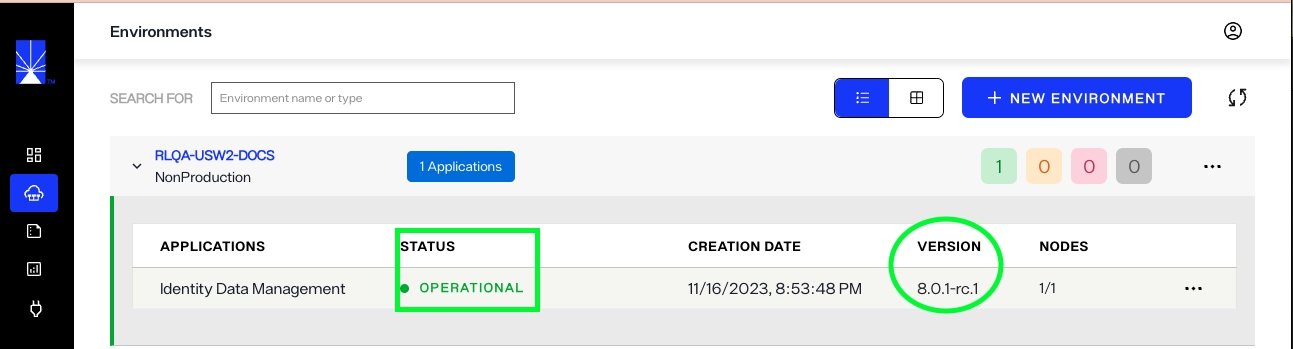 Environments
TM
SEARCH FOR
Environment name or type
+ NEW ENVIRONMENT
RLQA-USW2-DOCS
NonProduction
1 Applications
1 0 0 0
APPLICATIONS STATUS CREATION DATE VERSION NODES
Identity Data Management OPERATIONAL 11/16/2023, 8:53:48 PM 8.0.1-rc.1 1/1